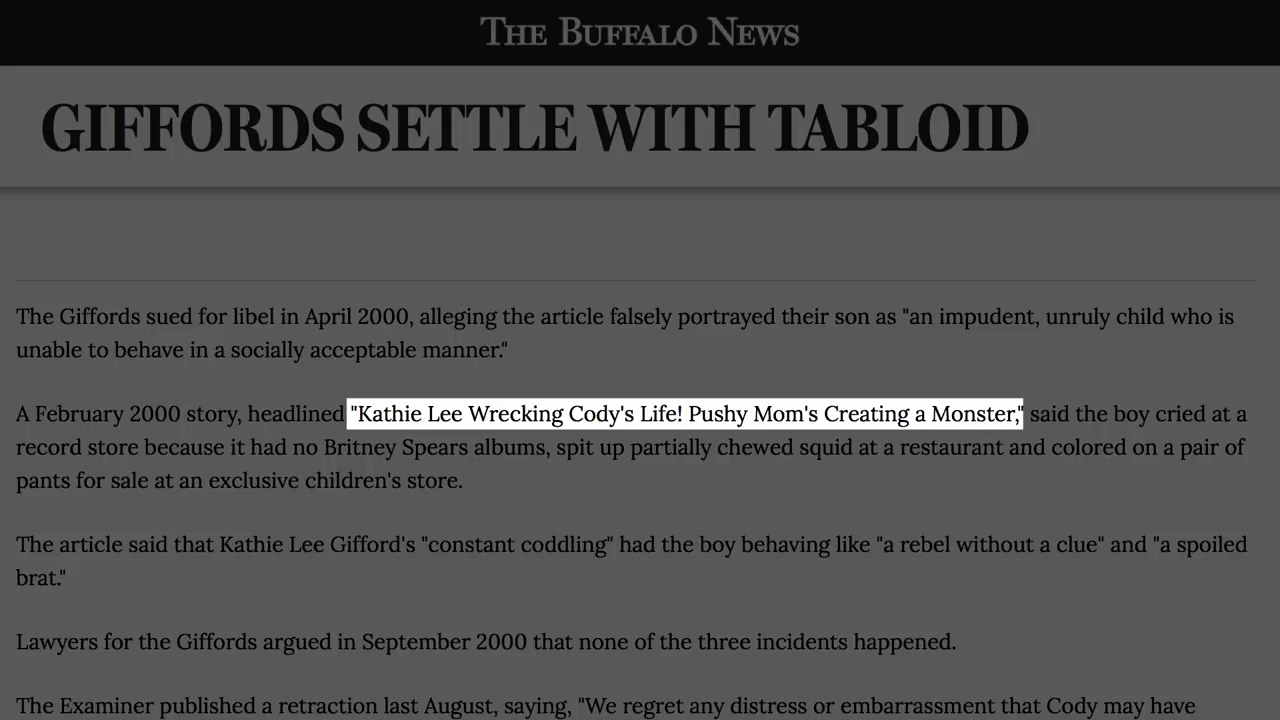 THE BUFFALO NEWS
GIFFORDS SETTLE WITH TABLOID
The Giffords sued for libel in April 2000, alleging the article falsely portrayed their son as "an impudent, unruly child who is
unable to behave in a socially acceptable manner."
A February 2000 story, headlined "Kathie Lee Wrecking Cody's Life! Pushy Mom's Creating a Monster," said the boy cried at a
record store because it had no Britney Spears albums, spit up partially chewed squid at a restaurant and colored on a pair of
pants for sale at an exclusive children's store.
The article said that Kathie Lee Gifford's "constant coddling" had the boy behaving like "a rebel without a clue" and "a spoiled
brat."
Lawyers for the Giffords argued in September 2000 that none of the three incidents happened.
The Examiner published a retraction last August, saying, "We regret any distress or embarrassment that Cody may have